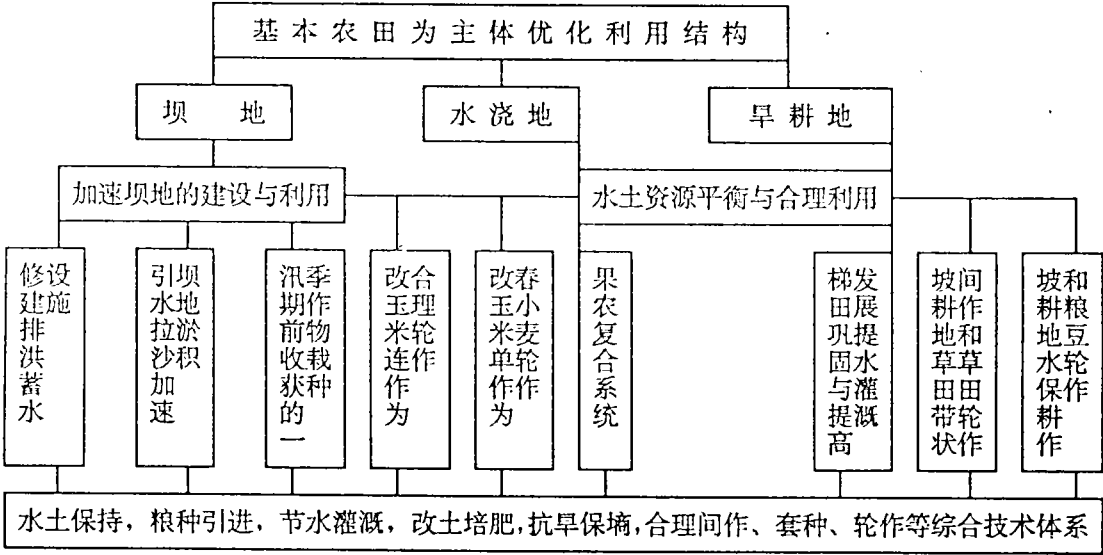 基本农田为主体优化利用结构
坝地
水浇地
旱耕地
加速坝地的建设与利用
水土资源平衡与合理利用
修建排洪蓄水
设施
引水拉沙加速
坝地淤积
汛期前收获的一
季作物栽种
改玉米连作为
合理轮作
改玉米单作为
春小麦轮作
果农复合系统
梯田巩固与提高
发展提水灌溉
坡耕地草田带状
间作和草田轮作
坡耕地水保耕作
和粮豆轮作
水土保持，粮种引进，节水灌溉，改土培肥，抗旱保墒，合理间作、套种、轮作等综合技术体系